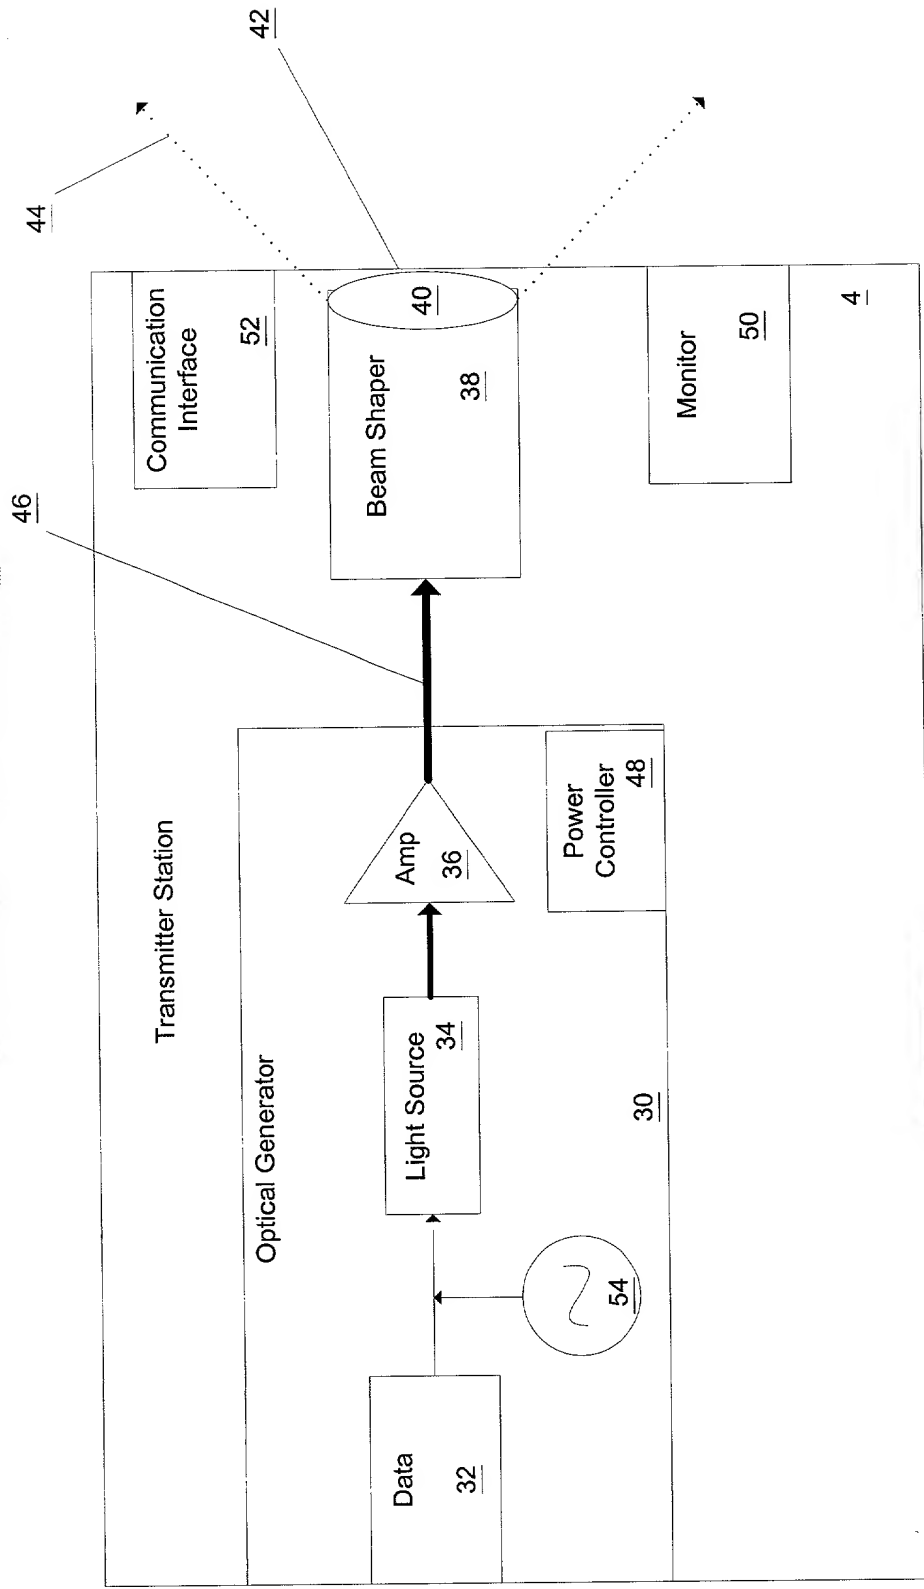 42
44
46
Transmitter Station
Communication
Interface
52
Optical Generator
Data
32
54
Light Source
34
Amp
36
Beam Shaper
38
40
Power
Controller
48
30
Monitor
50
4